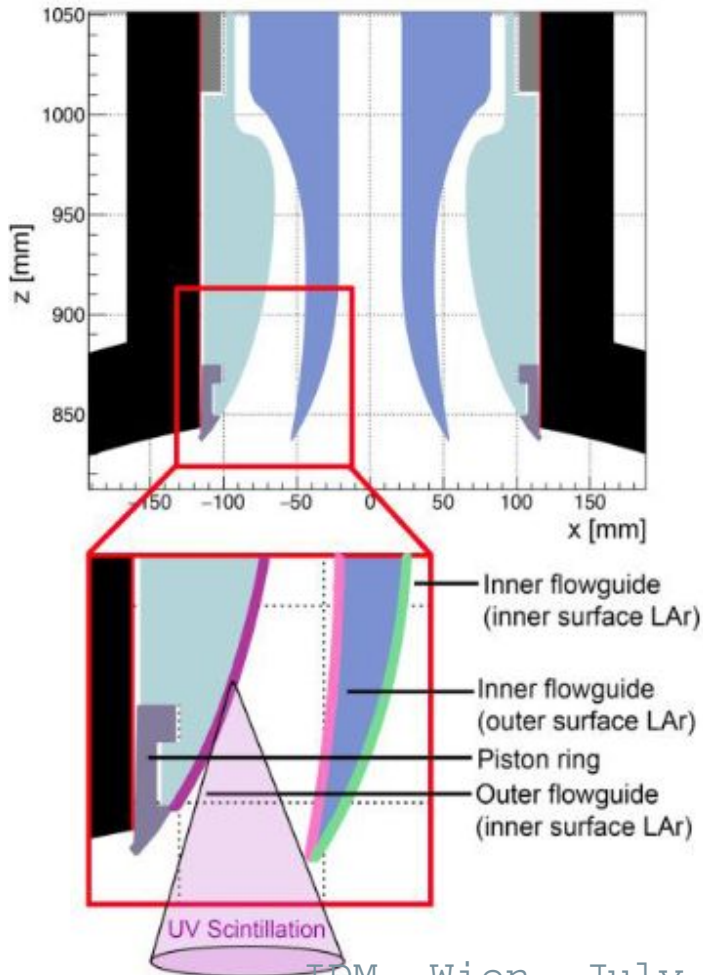 1050
1000
950
900
850
z [mm]
−150 −100 −50 0 50 100 150
x [mm]
Inner flowguide
(inner surface LAr)
Inner flowguide
(outer surface LAr)
Piston ring
Outer flowguide
(inner surface LAr)
UV Scintillation